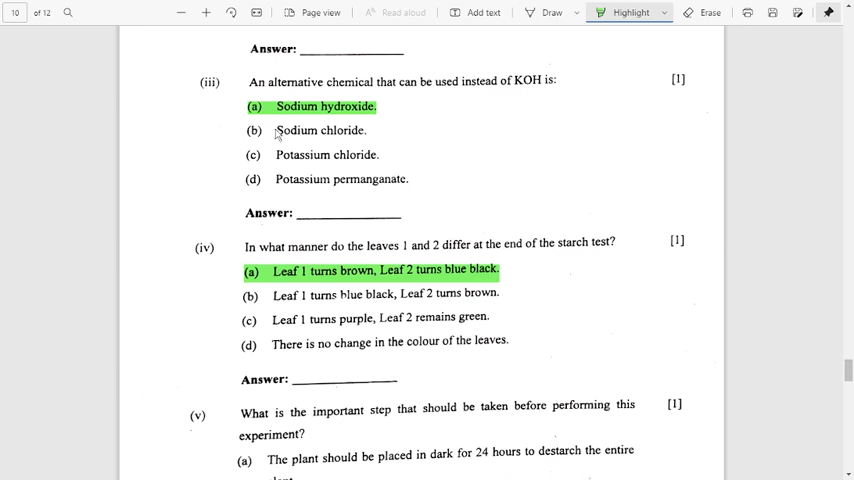 10 of 12 Page view Read aloud Add text Draw Highlight Erase
Answer:
(iii) An alternative chemical that can be used instead of KOH is: [1]
(a) Sodium hydroxide.
(b) Sodium chloride.
(c) Potassium chloride.
(d) Potassium permanganate.
Answer:
(iv) In what manner do the leaves 1 and 2 differ at the end of the starch test? [1]
(a) Leaf 1 turns brown, Leaf 2 turns blue black.
(b) Leaf 1 turns blue black, Leaf 2 turns brown.
(c) Leaf 1 turns purple, Leaf 2 remains green.
(d) There is no change in the colour of the leaves.
Answer:
(v) What is the important step that should be taken before performing this [1]
experiment?
(a) The plant should be placed in dark for 24 hours to destarch the entire